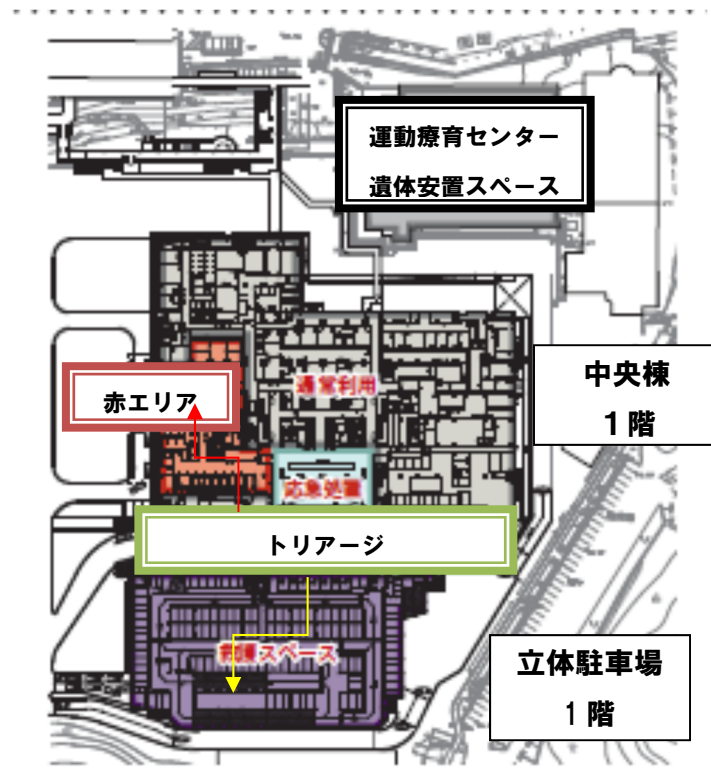 運動療育センター
遺体安置スペース
通常利用
中央棟
1階
赤エリア
応急処置
トリアージ
救護スペース
立体駐車場
1階